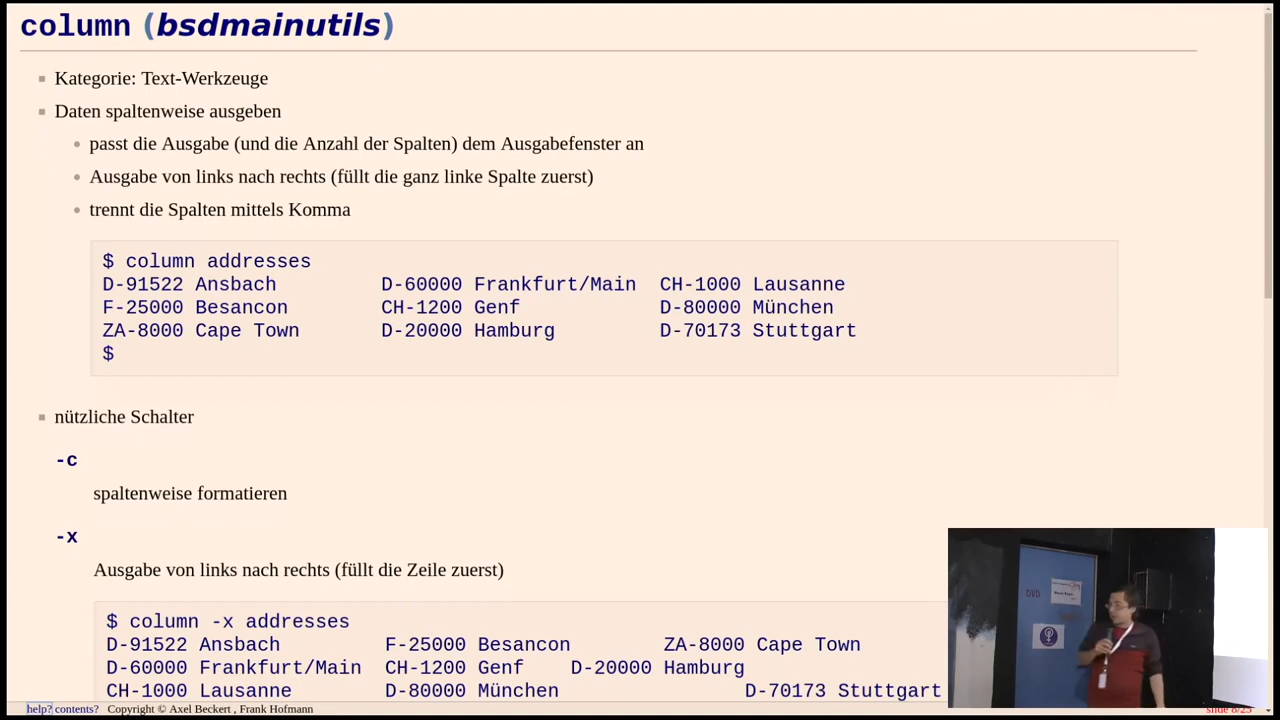 column (bsdmainutils)
Kategorie: Text-Werkzeuge
Daten spaltenweise ausgeben
passt die Ausgabe (und die Anzahl der Spalten) dem Ausgabefenster an
Ausgabe von links nach rechts (füllt die ganz linke Spalte zuerst)
trennt die Spalten mittels Komma
$ column addresses
D-91522 Ansbach D-60000 Frankfurt/Main CH-1000 Lausanne
F-25000 Besancon CH-1200 Genf D-80000 München
ZA-8000 Cape Town D-20000 Hamburg D-70173 Stuttgart
$
nützliche Schalter
-c
spaltenweise formatieren
-x
Ausgabe von links nach rechts (füllt die Zeile zuerst)
$ column -x addresses
D-91522 Ansbach F-25000 Besancon ZA-8000 Cape Town
D-60000 Frankfurt/Main CH-1200 Genf D-20000 Hamburg
CH-1000 Lausanne D-80000 München D-70173 Stuttgart
help? contents? Copyright © Axel Beckert , Frank Hofmann
slide 8/25